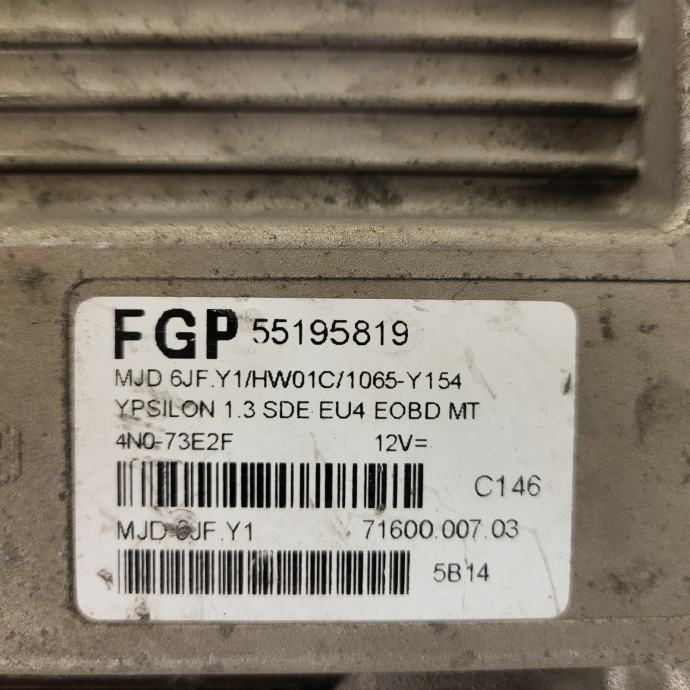 FGP 55195819
MJD 6JF.Y1/HW01C/1065-Y154
YPSILON 1.3 SDE EU4 EOBD MT
4N0-73E2F 12V=
C146
MJD 6JF.Y1 71600.007.03
5B14